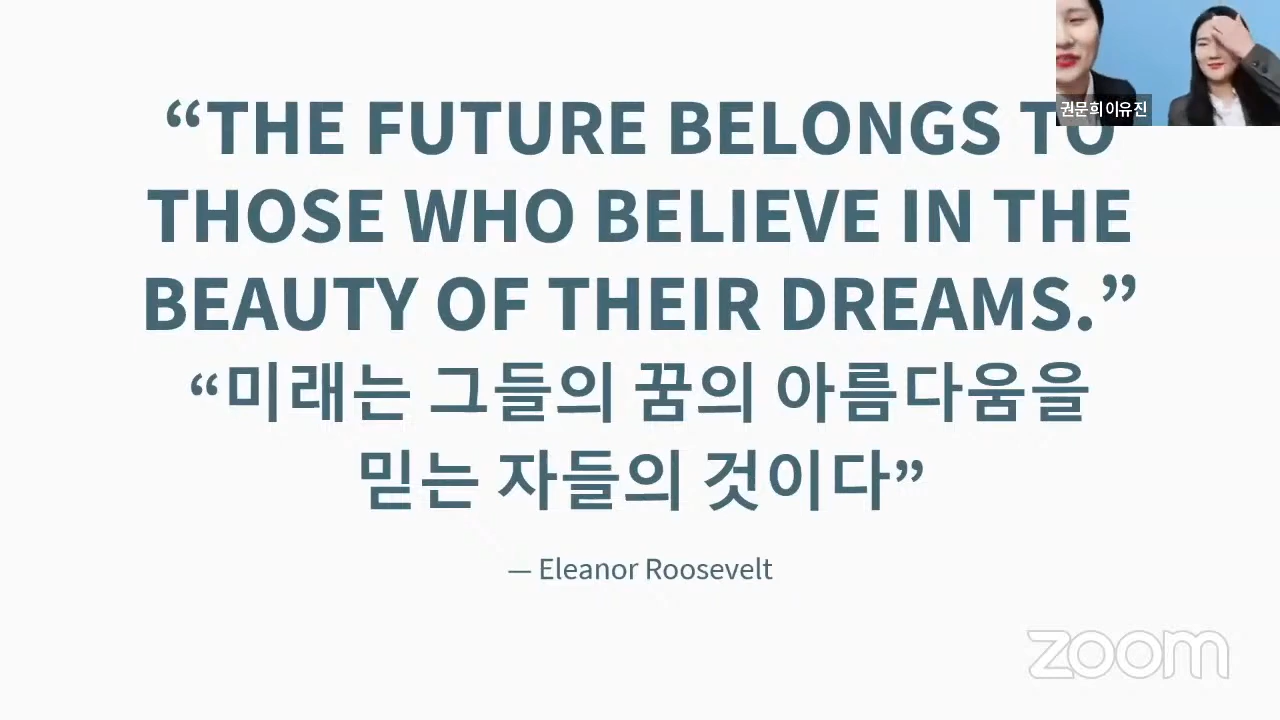 권문희 이유진
“THE FUTURE BELONGS TO
THOSE WHO BELIEVE IN THE
BEAUTY OF THEIR DREAMS.”
“미래는 그들의 꿈의 아름다움을
믿는 자들의 것이다”
— Eleanor Roosevelt
zoom